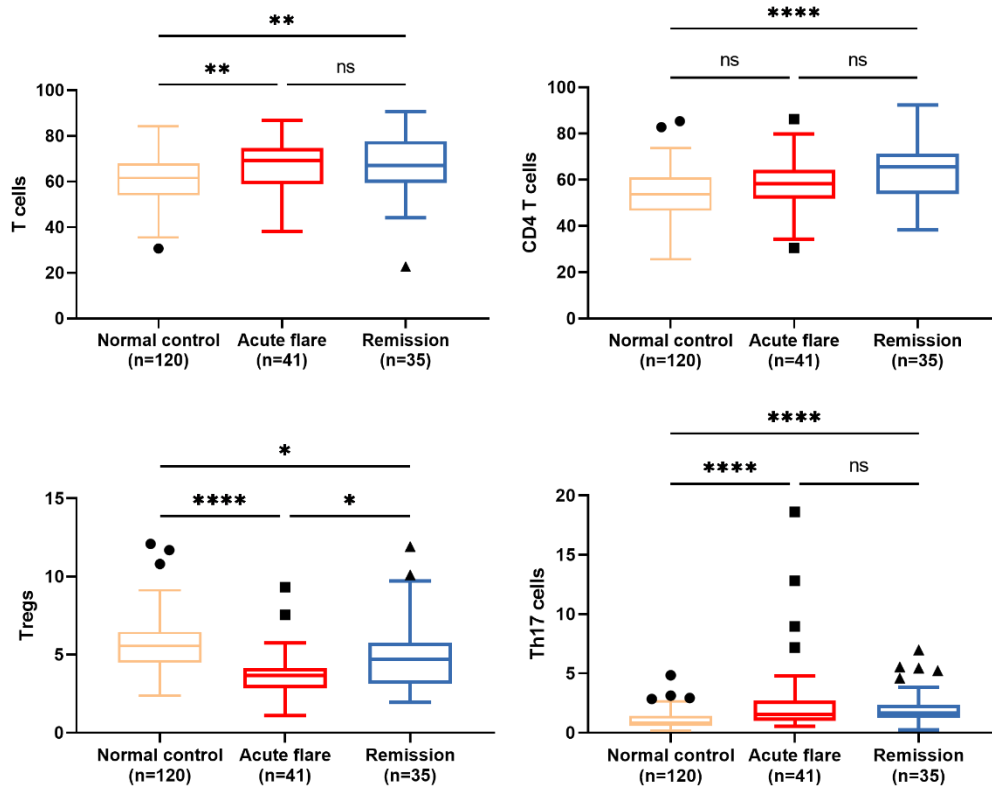 **
** ns
100
80
60
40
20
0
T cells
Normal control Acute flare Remission
(n=120) (n=41) (n=35)
****
ns ns
100
80
60
40
20
0
CD4 T cells
Normal control Acute flare Remission
(n=120) (n=41) (n=35)
*
**** *
15
10
5
0
Tregs
Normal control Acute flare Remission
(n=120) (n=41) (n=35)
****
**** ns
20
15
10
5
0
Th17 cells
Normal control Acute flare Remission
(n=120) (n=41) (n=35)